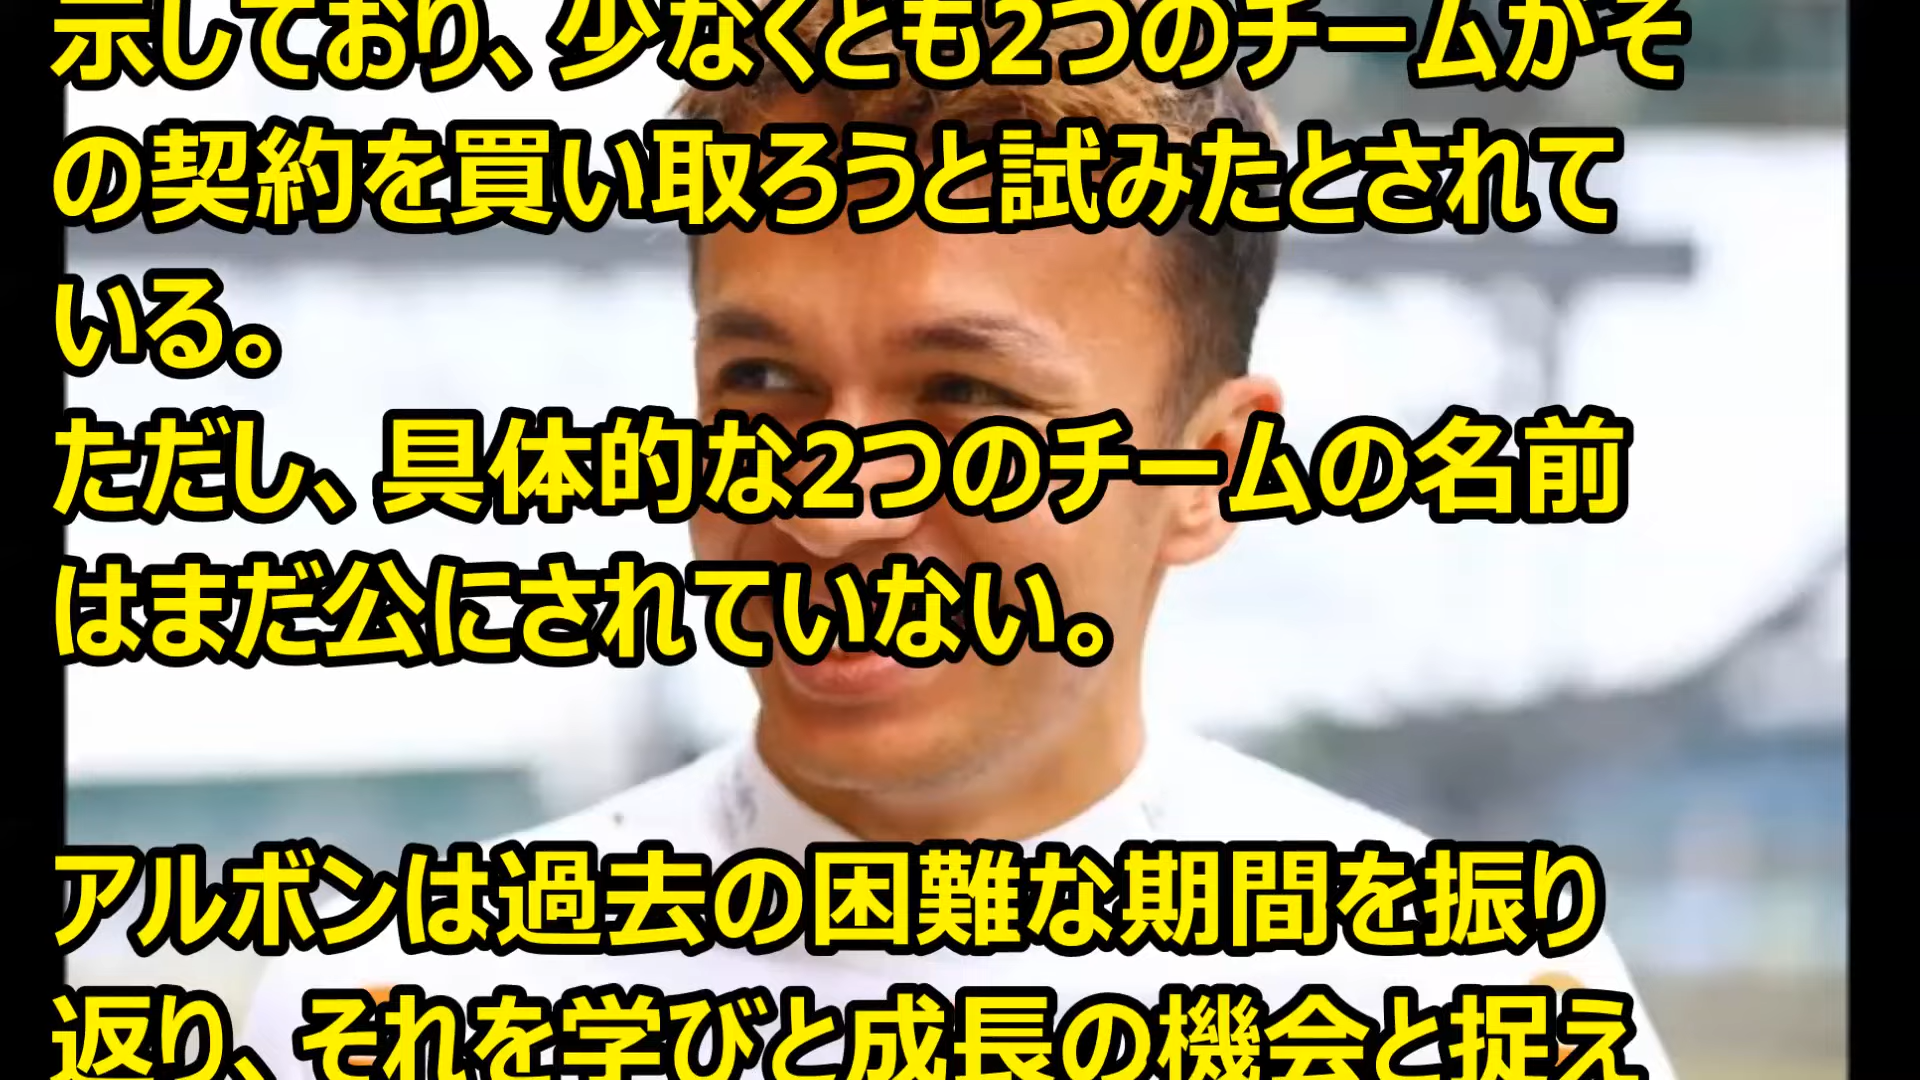 示しており、少なくとも2つのチームがそ
の契約を買い取ろうと試みたとされて
いる。
ただし、具体的な2つのチームの名前
はまだ公にされていない。
アルボンは過去の困難な期間を振り
返り、それを学びと成長の機会と捉え